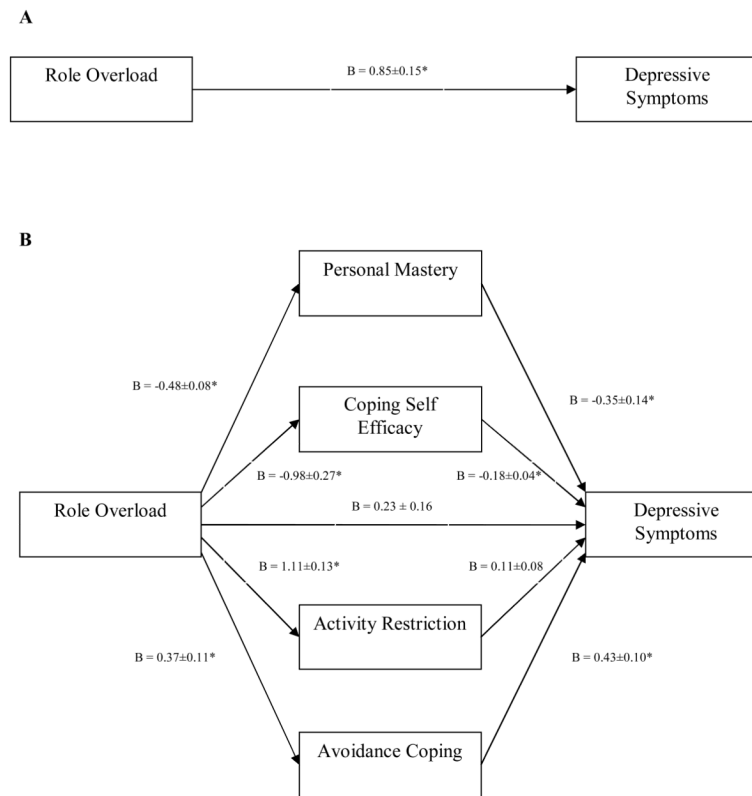 A
B = 0.85±0.15*
Role Overload
Depressive
Symptoms
B
Personal Mastery
B = -0.48±0.08*
B = -0.35±0.14*
Coping Self
Efficacy
B = -0.98±0.27*
B = -0.18±0.04*
Role Overload
B = 0.23 ± 0.16
Depressive
Symptoms
B = 1.11±0.13*
B = 0.11±0.08
Activity Restriction
B = 0.37±0.11*
B = 0.43±0.10*
Avoidance Coping